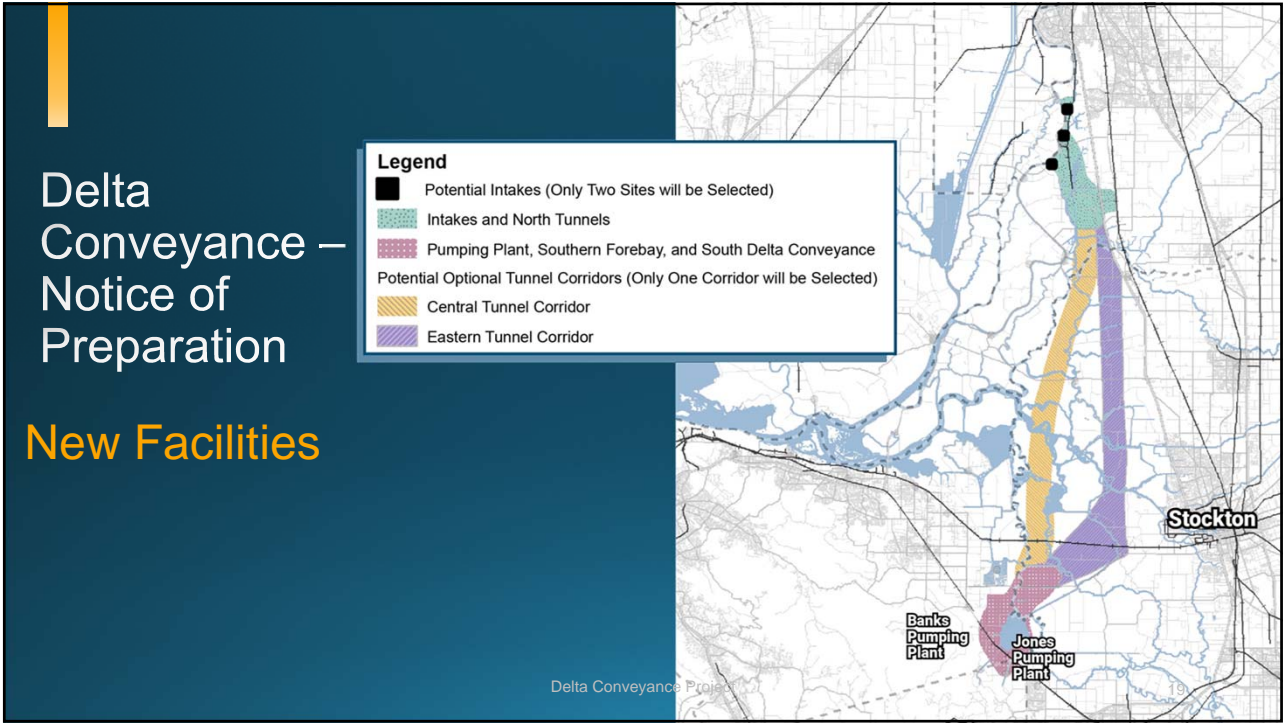 Delta
Conveyance –
Notice of
Preparation
New Facilities
Legend
Potential Intakes (Only Two Sites will be Selected)
Intakes and North Tunnels
Pumping Plant, Southern Forebay, and South Delta Conveyance
Potential Optional Tunnel Corridors (Only One Corridor will be Selected)
Central Tunnel Corridor
Eastern Tunnel Corridor
Stockton
Banks
Pumping
Plant
Jones
Pumping
Plant
Delta Conveyance Project
19